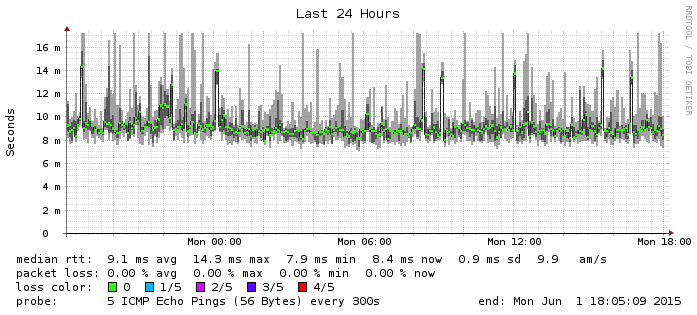 Last 24 Hours
RRDTOOL / TOBI OETIKER
Seconds
16 m
14 m
12 m
10 m
8 m
6 m
4 m
2 m
0
Mon 00:00 Mon 06:00 Mon 12:00 Mon 18:00
median rtt: 9.1 ms avg 14.3 ms max 7.9 ms min 8.4 ms now 0.9 ms sd 9.9 am/s
packet loss: 0.00 % avg 0.00 % max 0.00 % min 0.00 % now
loss color: 0 1/5 2/5 3/5 4/5
probe: 5 ICMP Echo Pings (56 Bytes) every 300s end: Mon Jun 1 18:05:09 2015